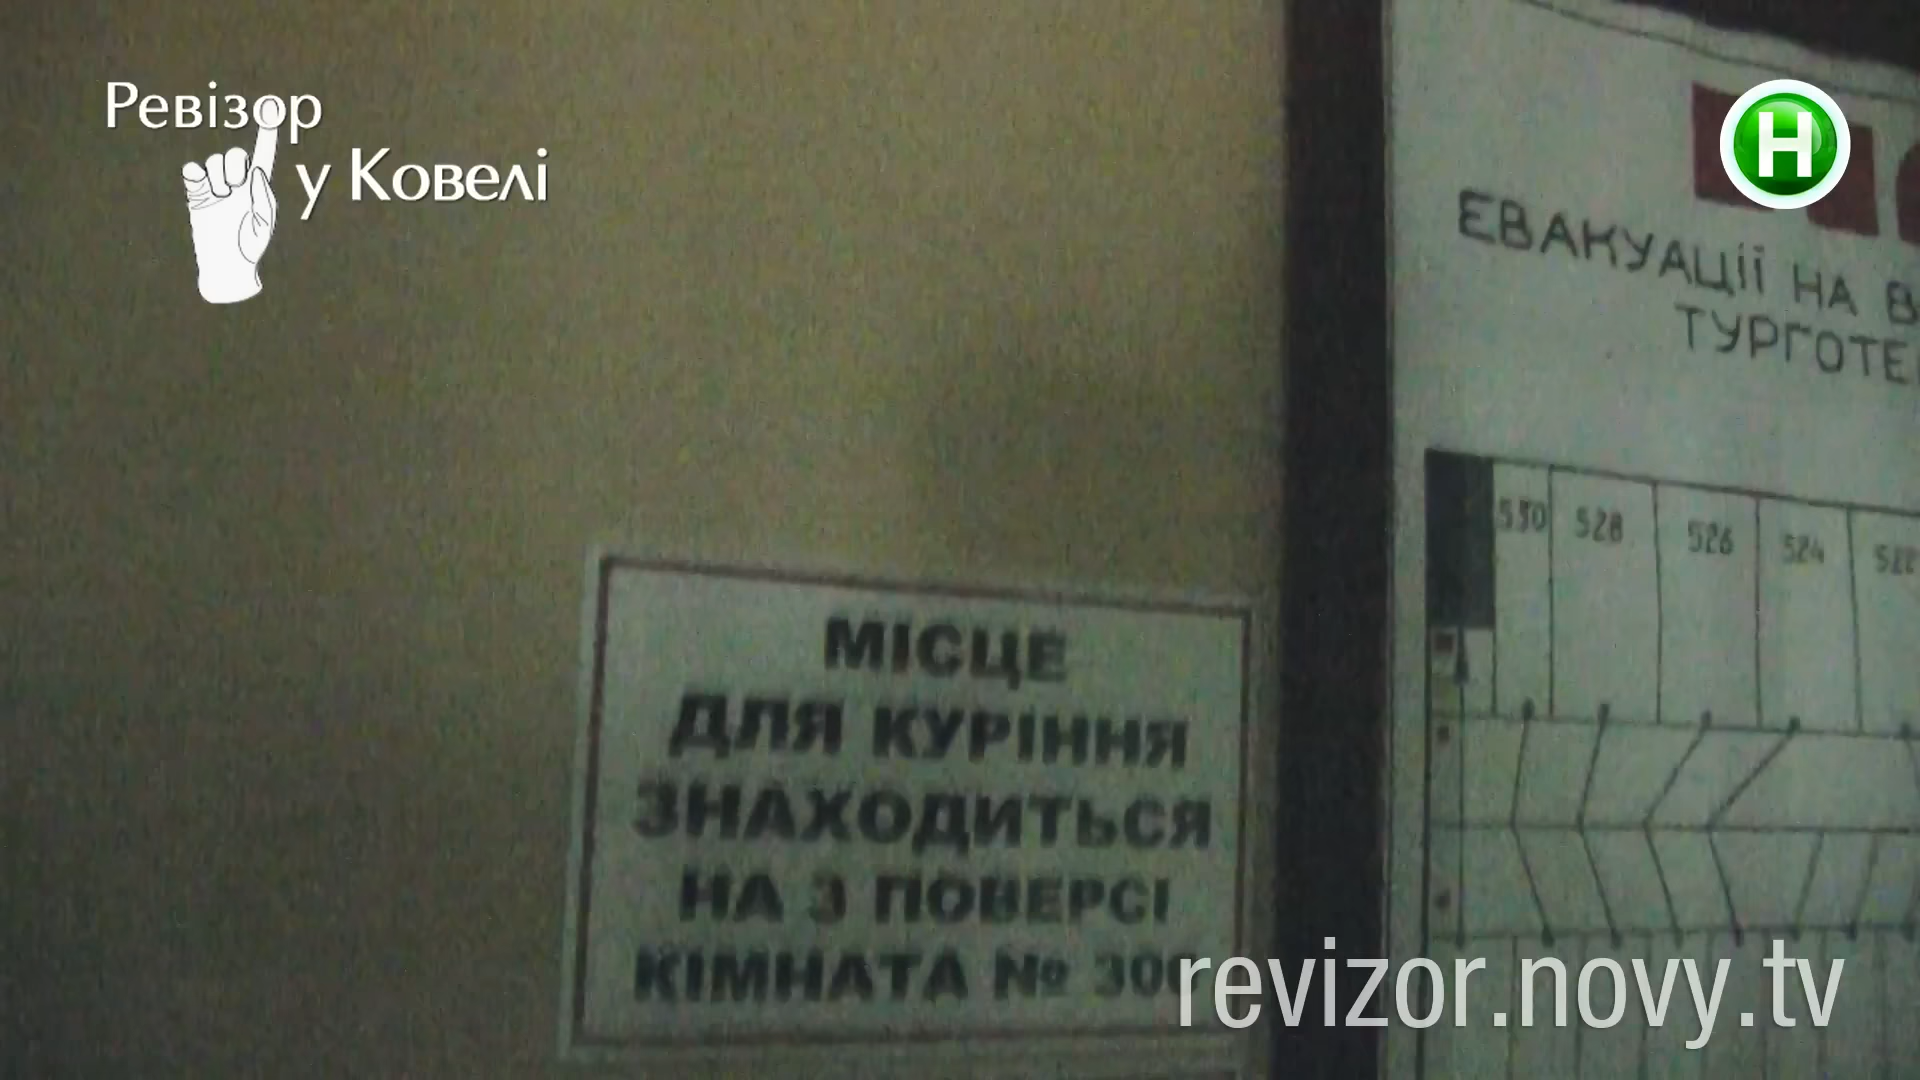 Ревізор
у Ковелі
Н
ЕВАКУАЦІЇ НА
530 528 526 524
МІСЦЕ
ДЛЯ КУРІННЯ
ЗНАХОДИТЬСЯ
НА 3 ПОВЕРСІ
КІМНАТА №
revizor.novy.tv